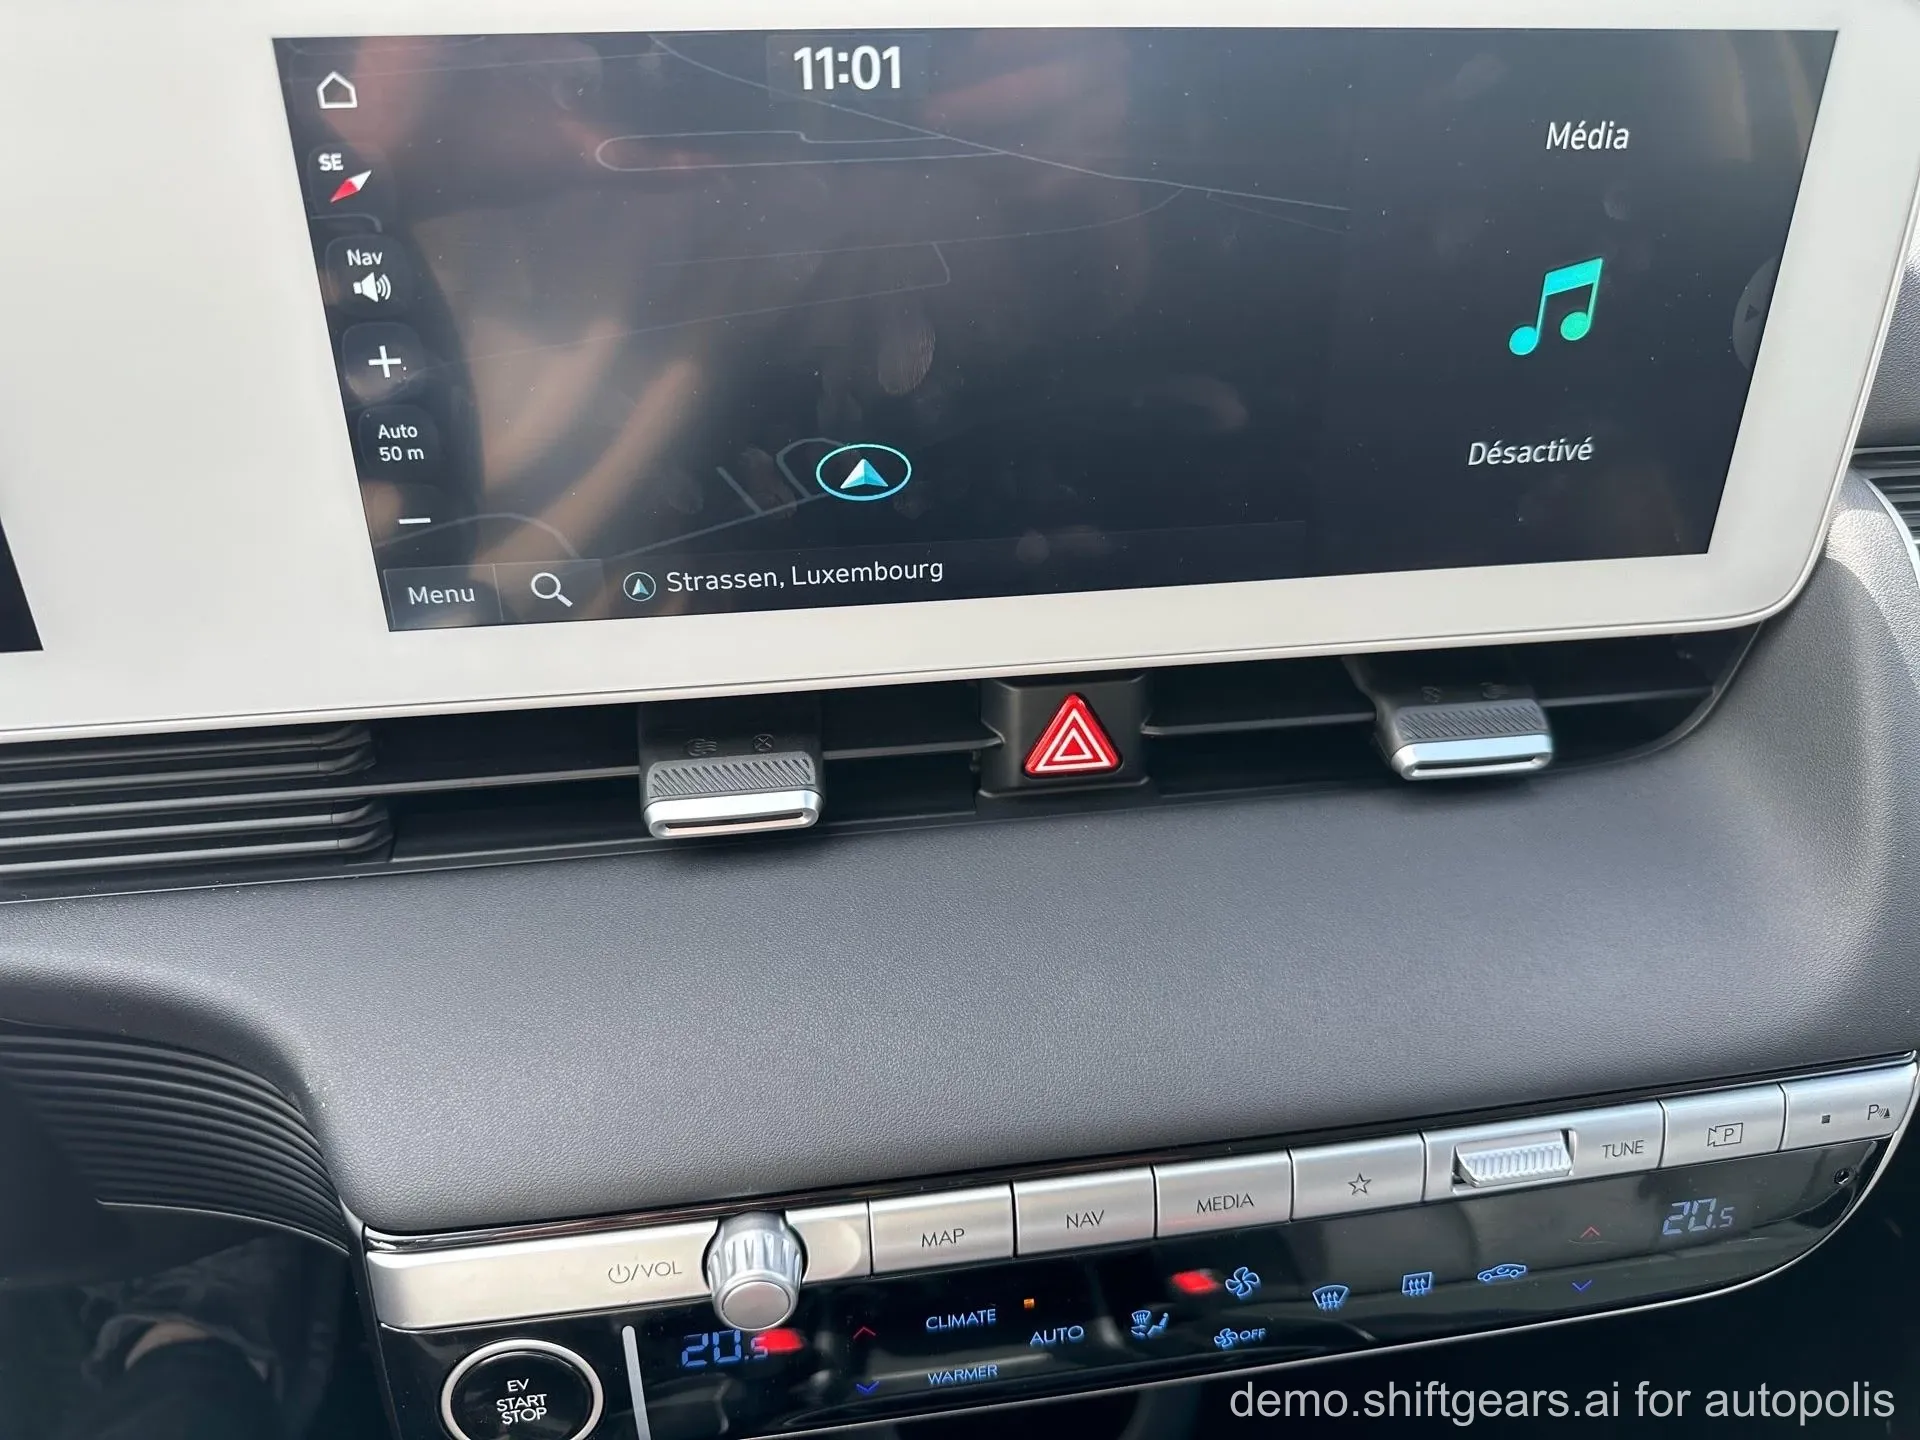 11:01
Média
SE
Nav
Auto
50 m
Désactivé
Menu
Strassen, Luxembourg
TUNE
P
P
MEDIA
NAV
MAP
/VOL
20.5
20.5
CLIMATE
AUTO
OFF
WARMER
EV
START
STOP
demo.shiftgears.ai for autopolis